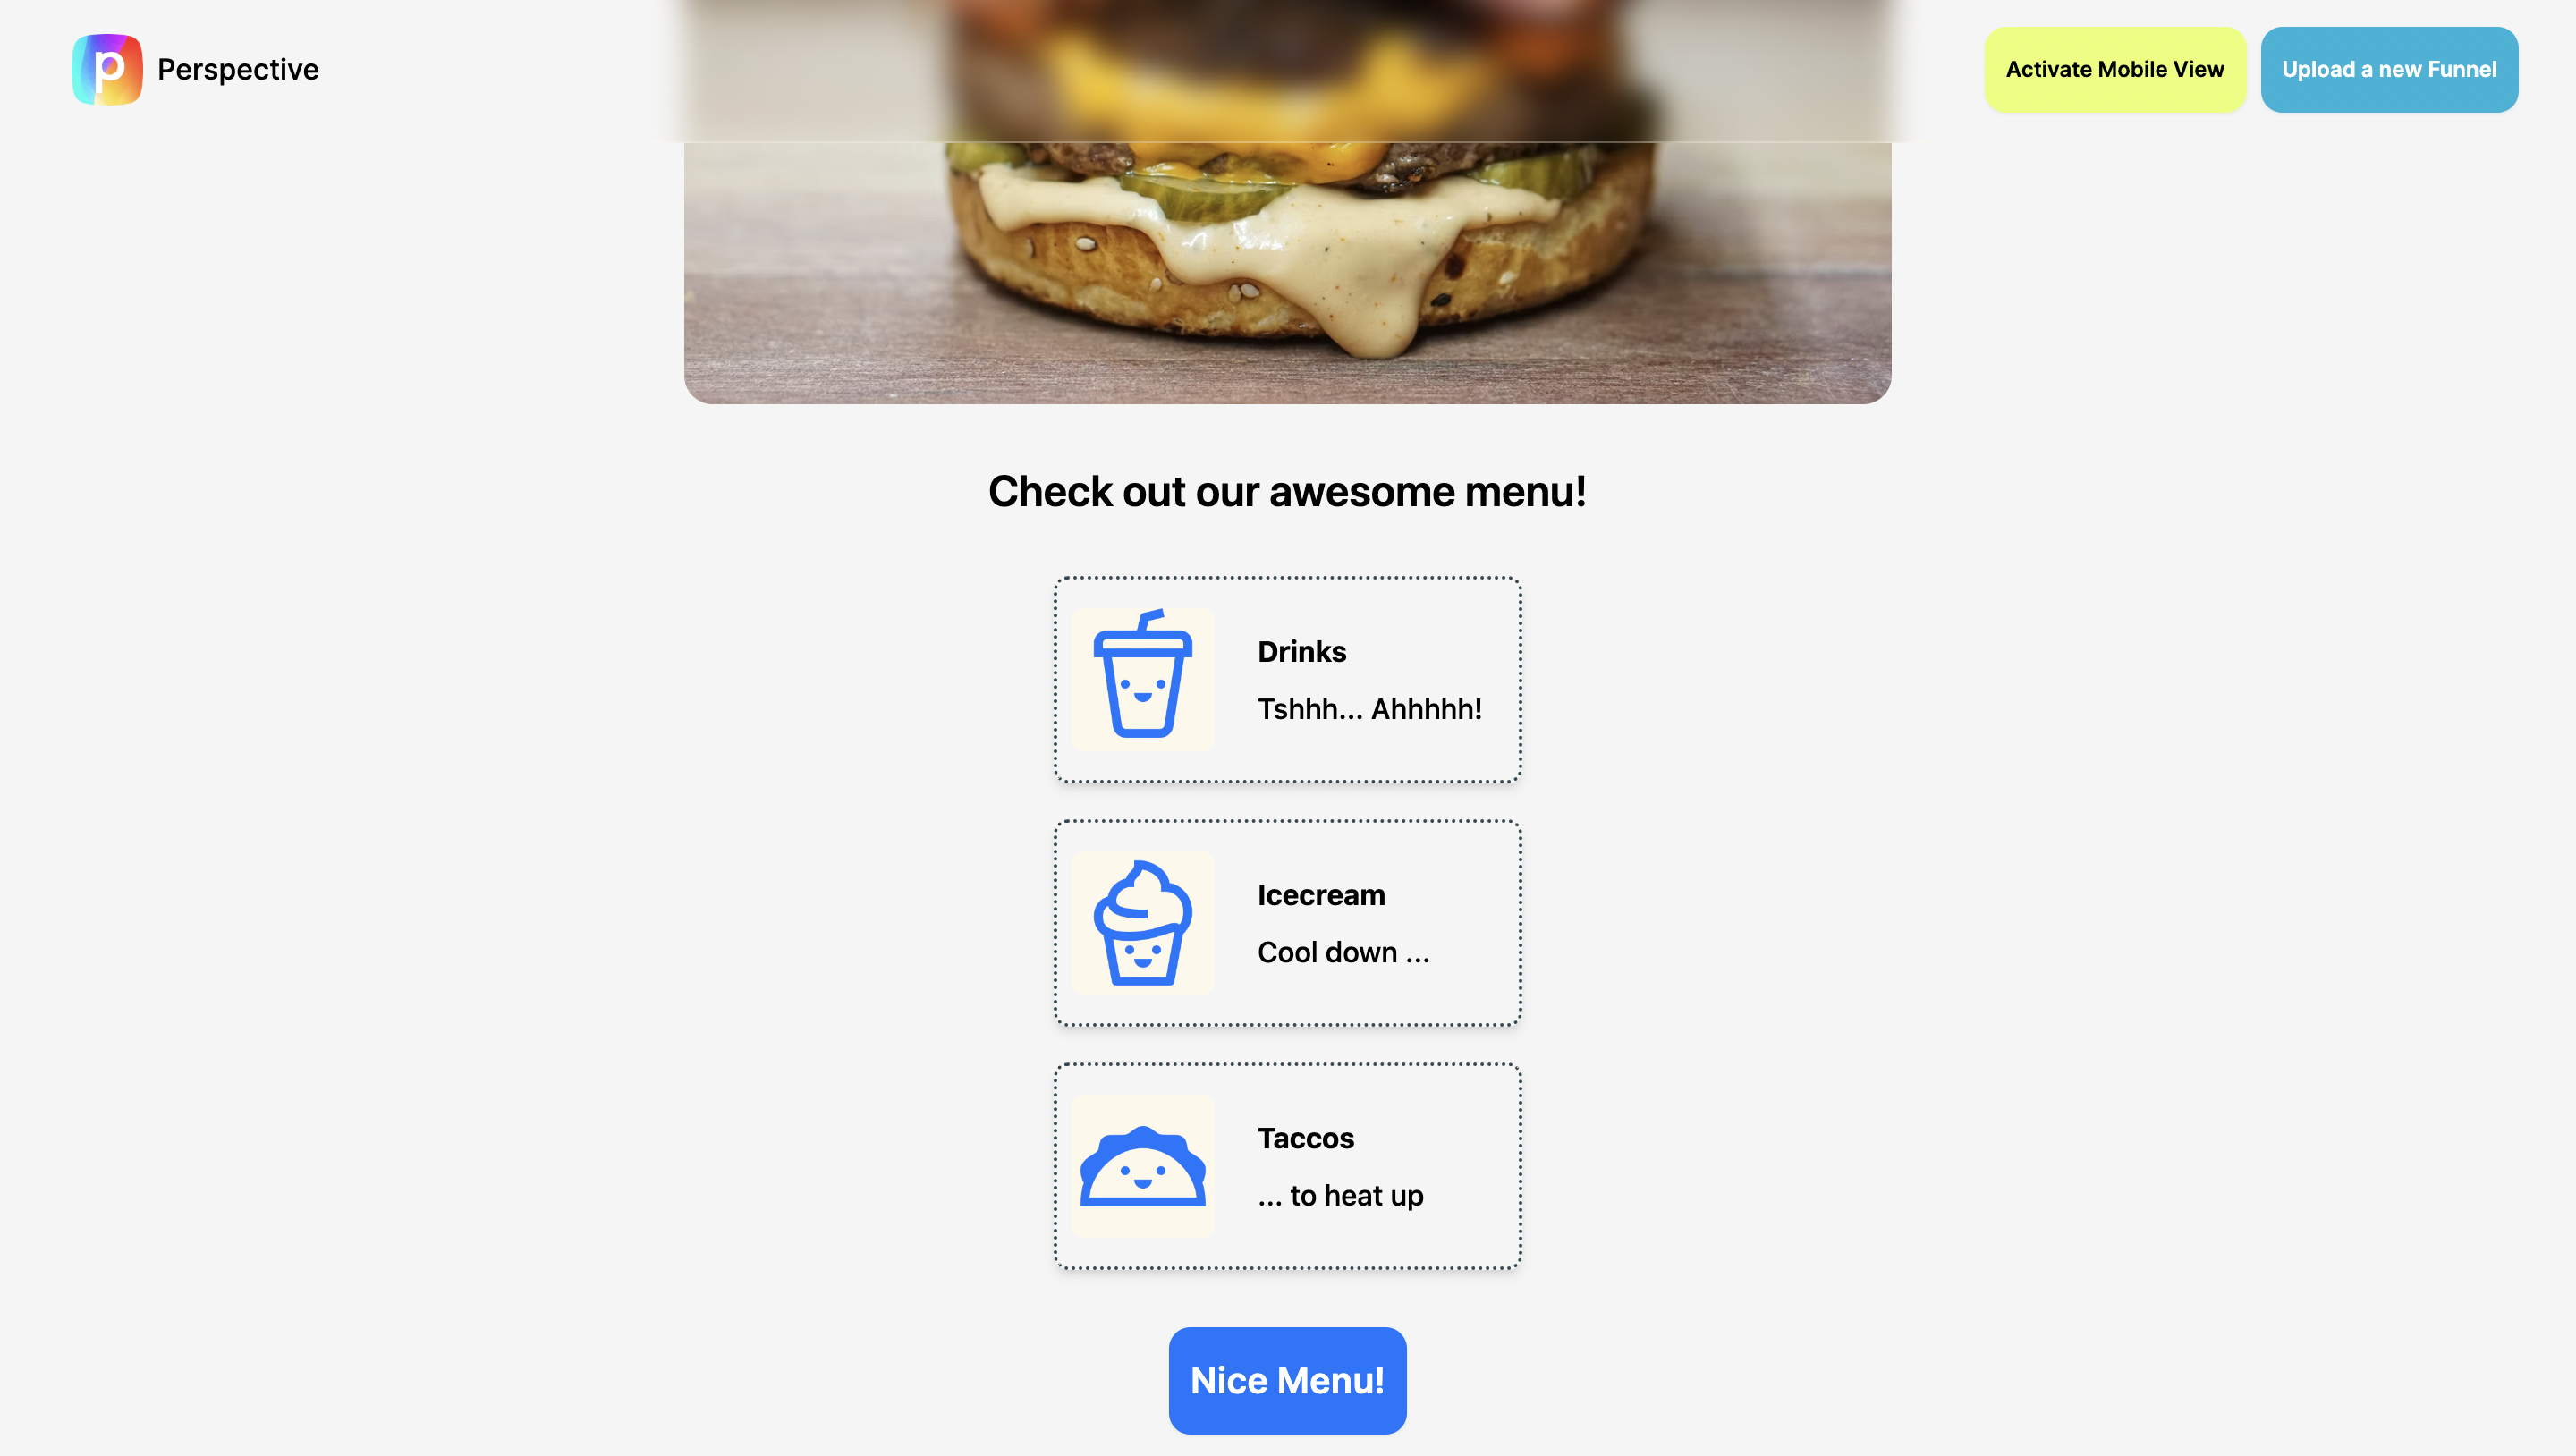 Perspective
Activate Mobile View
Upload a new Funnel
Check out our awesome menu!
Drinks
Tshhh... Ahhhhh!
Icecream
Cool down ...
Taccos
... to heat up
Nice Menu!